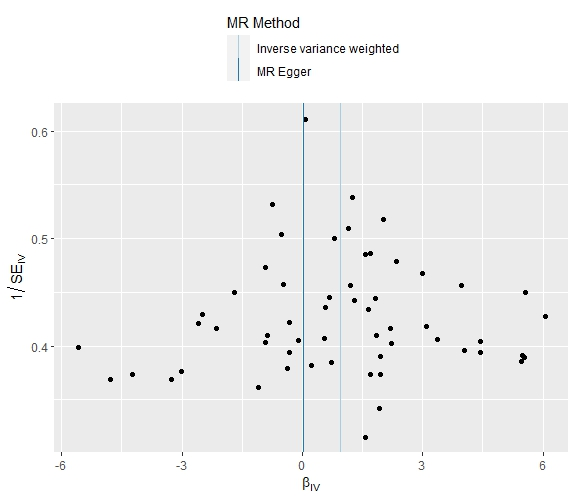 MR Method
Inverse variance weighted
MR Egger
0.6
0.5
0.4
1/ SE_IV
-6 -3 0 3 6
β_IV